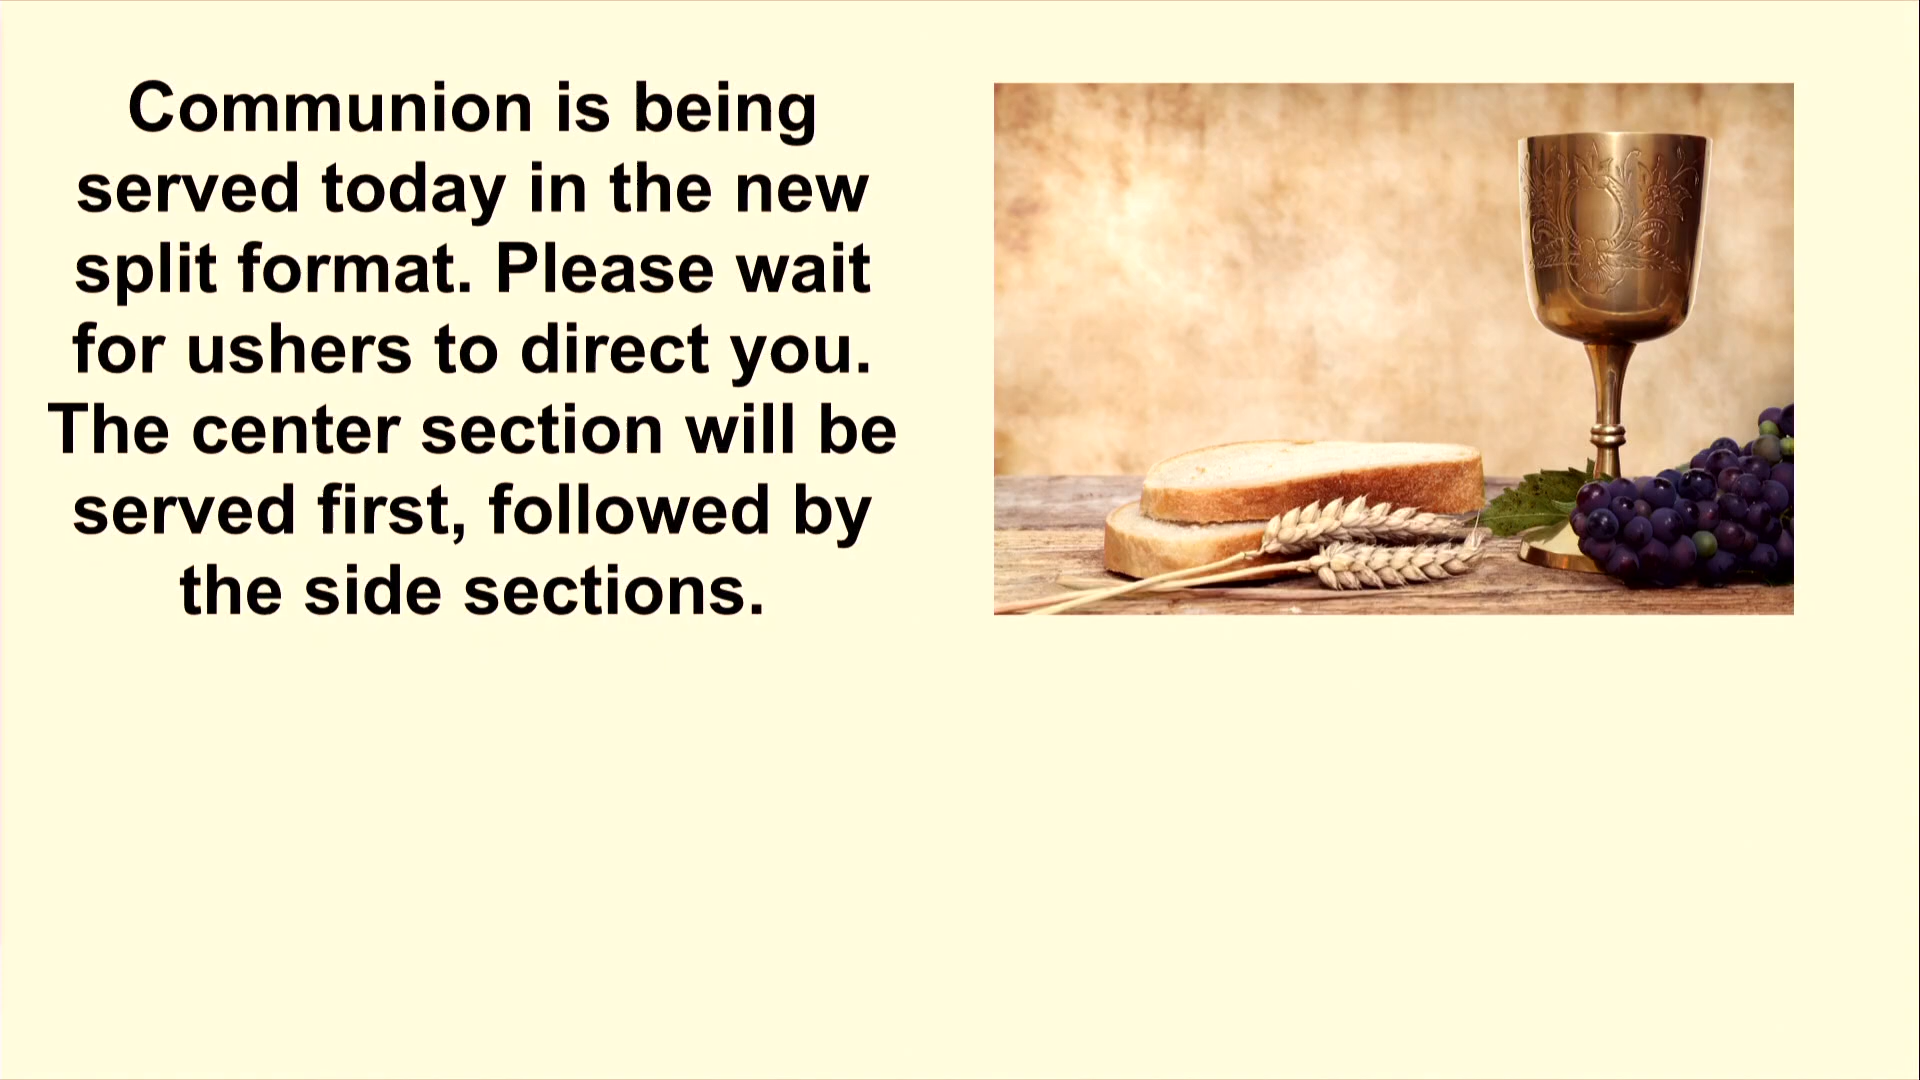 Communion is being
served today in the new
split format. Please wait
for ushers to direct you.
The center section will be
served first, followed by
the side sections.